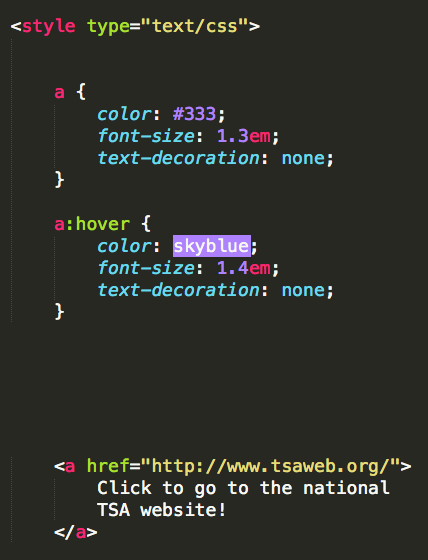 <style type="text/css">
a {
color: #333;
font-size: 1.3em;
text-decoration: none;
}
a:hover {
color: skyblue;
font-size: 1.4em;
text-decoration: none;
}
<a href="http://www.tsaweb.org/">
Click to go to the national
TSA website!
</a>